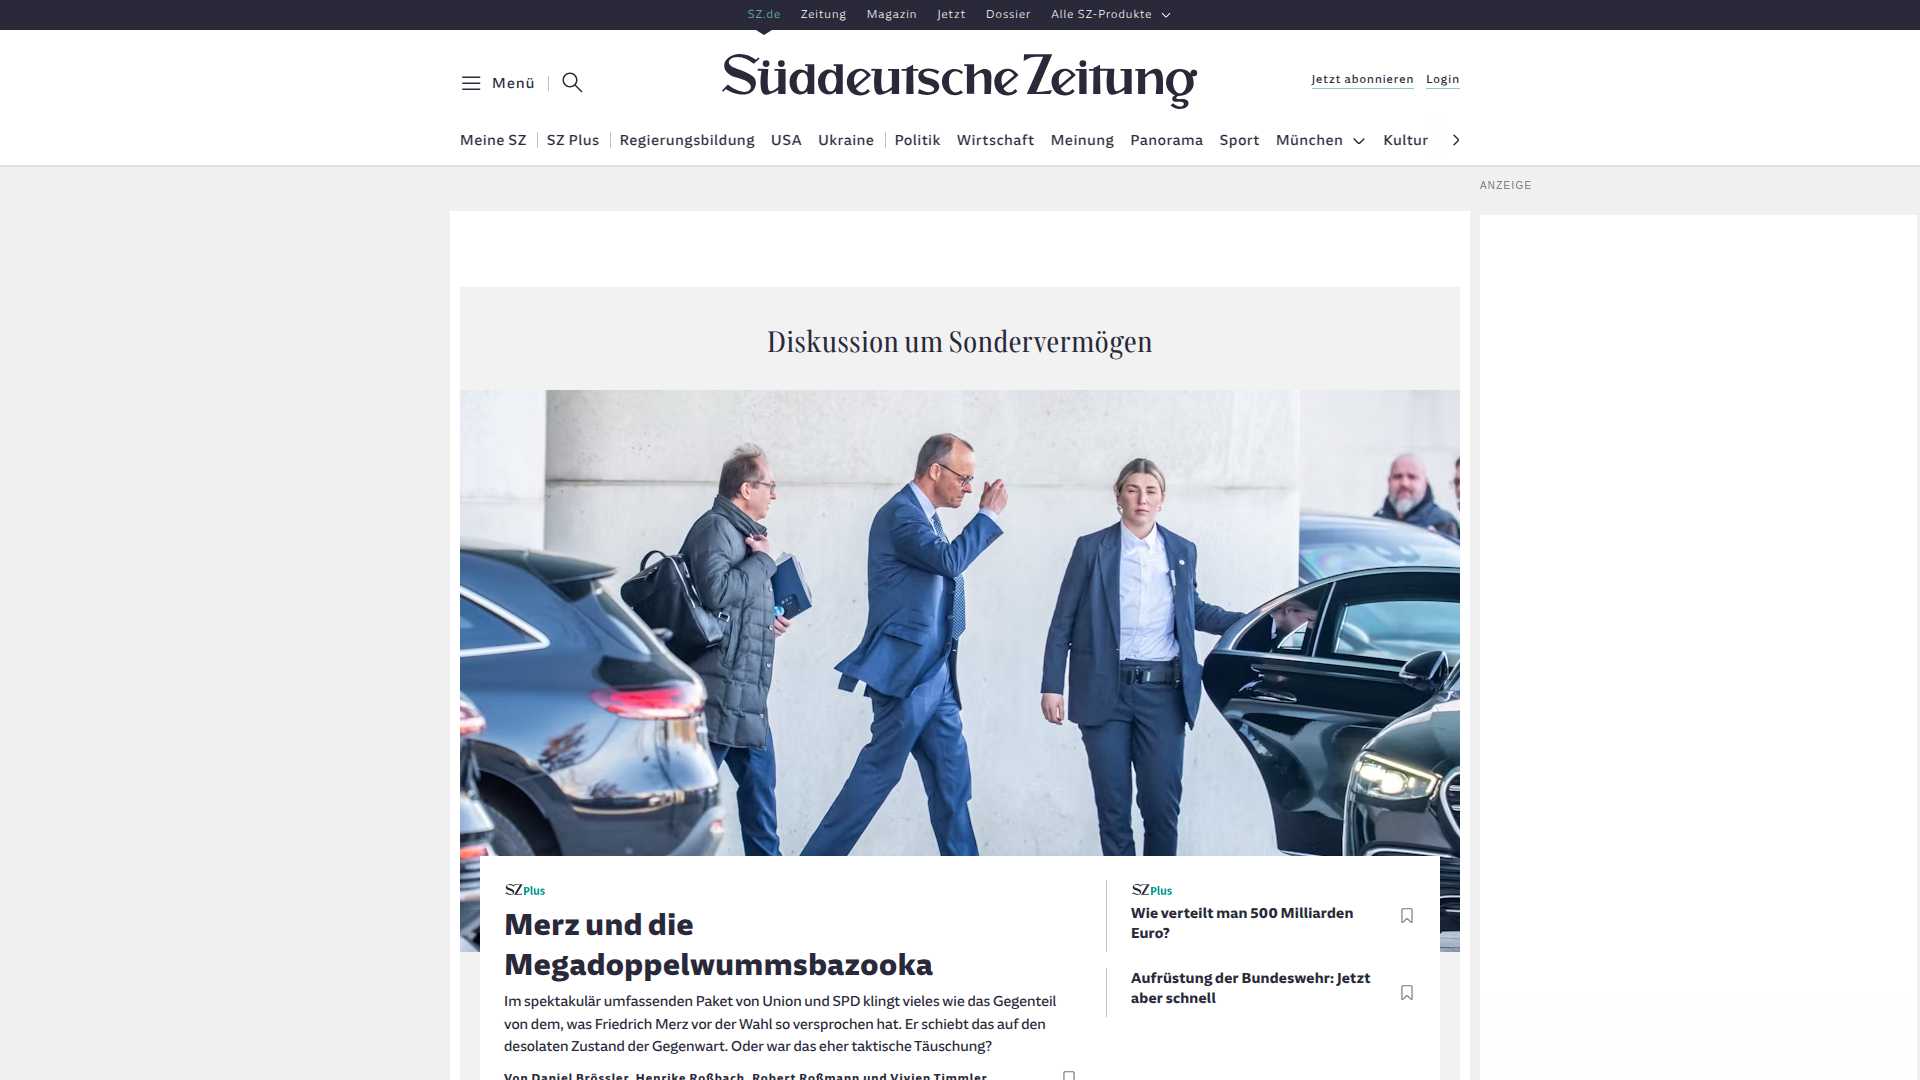 SZ.de Zeitung Magazin Jetzt Dossier Alle SZ-Produkte
Menü
Süddeutsche Zeitung
Jetzt abonnieren Login
Meine SZ SZ Plus Regierungsbildung USA Ukraine Politik Wirtschaft Meinung Panorama Sport München Kultur
ANZEIGE
Diskussion um Sondervermögen
SZ Plus
Merz und die
Megadoppelwummsbazooka
Im spektakulär umfassenden Paket von Union und SPD klingt vieles wie das Gegenteil
von dem, was Friedrich Merz vor der Wahl so versprochen hat. Er schiebt das auf den
desolaten Zustand der Gegenwart. Oder war das eher taktische Täuschung?
Von Daniel Brössler, Henrike Roßbach, Robert Roßmann und Vivien Timmler
SZ Plus
Wie verteilt man 500 Milliarden
Euro?
Aufrüstung der Bundeswehr: Jetzt
aber schnell